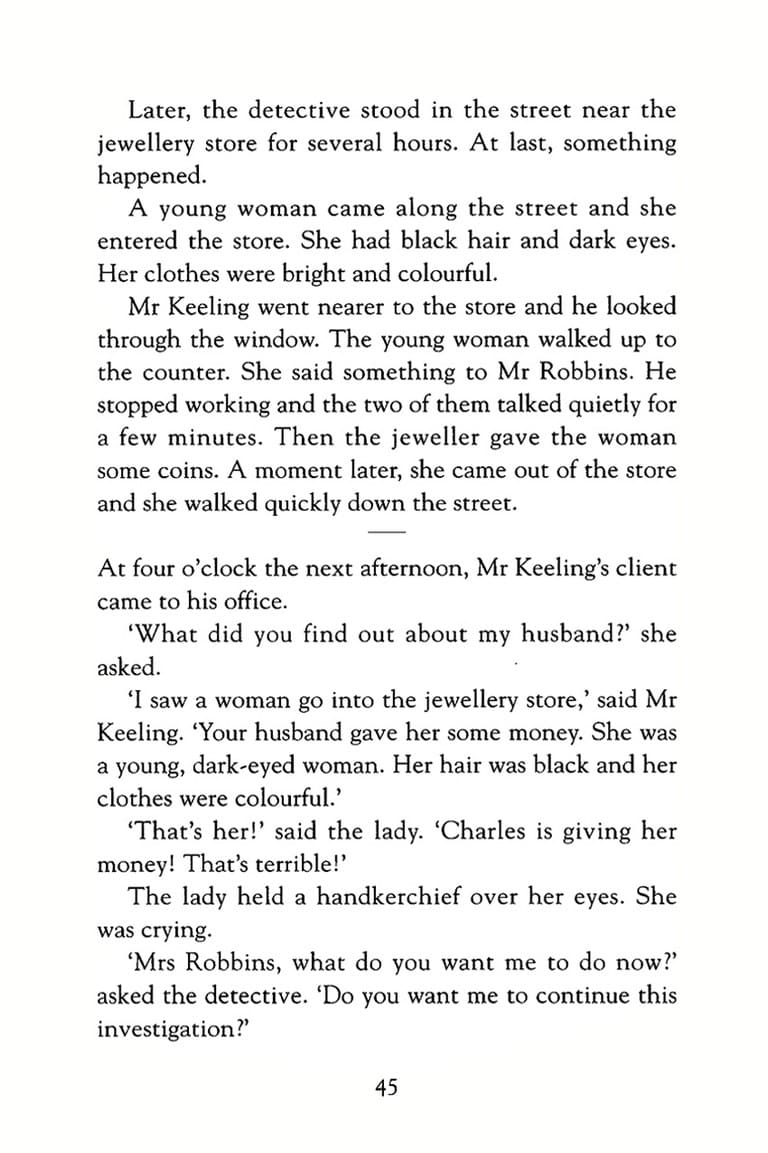 Later, the detective stood in the street near the
jewellery store for several hours. At last, something
happened.
A young woman came along the street and she
entered the store. She had black hair and dark eyes.
Her clothes were bright and colourful.
Mr Keeling went nearer to the store and he looked
through the window. The young woman walked up to
the counter. She said something to Mr Robbins. He
stopped working and the two of them talked quietly for
a few minutes. Then the jeweller gave the woman
some coins. A moment later, she came out of the store
and she walked quickly down the street.
At four o’clock the next afternoon, Mr Keeling’s client
came to his office.
‘What did you find out about my husband?’ she
asked.
‘I saw a woman go into the jewellery store,’ said Mr
Keeling. ‘Your husband gave her some money. She was
a young, dark-eyed woman. Her hair was black and her
clothes were colourful.’
‘That’s her!’ said the lady. ‘Charles is giving her
money! That’s terrible!’
The lady held a handkerchief over her eyes. She
was crying.
‘Mrs Robbins, what do you want me to do now?’
asked the detective. ‘Do you want me to continue this
investigation?’
45